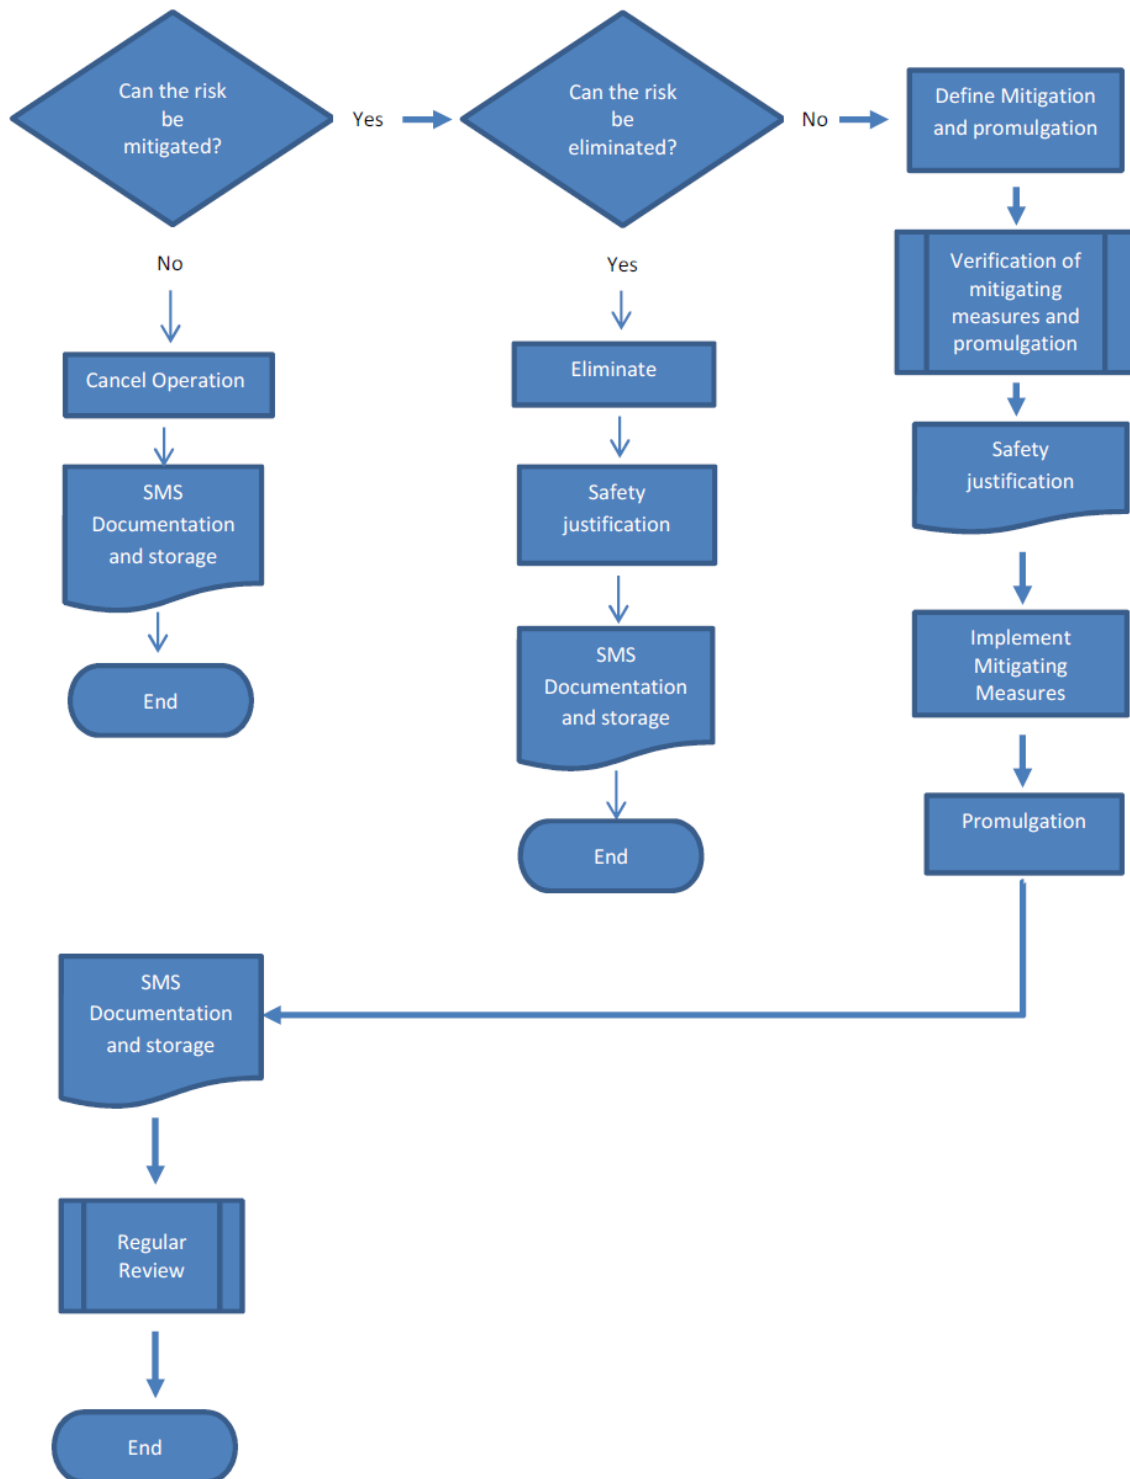 Can the risk
be
mitigated?
Yes
Can the risk
be
eliminated?
No
Define Mitigation
and promulgation
No
Yes
Verification of
mitigating
measures and
promulgation
Cancel Operation
Eliminate
Safety
justification
SMS
Documentation
and storage
Safety
justification
Implement
Mitigating
Measures
End
SMS
Documentation
and storage
Promulgation
End
SMS
Documentation
and storage
Regular
Review
End